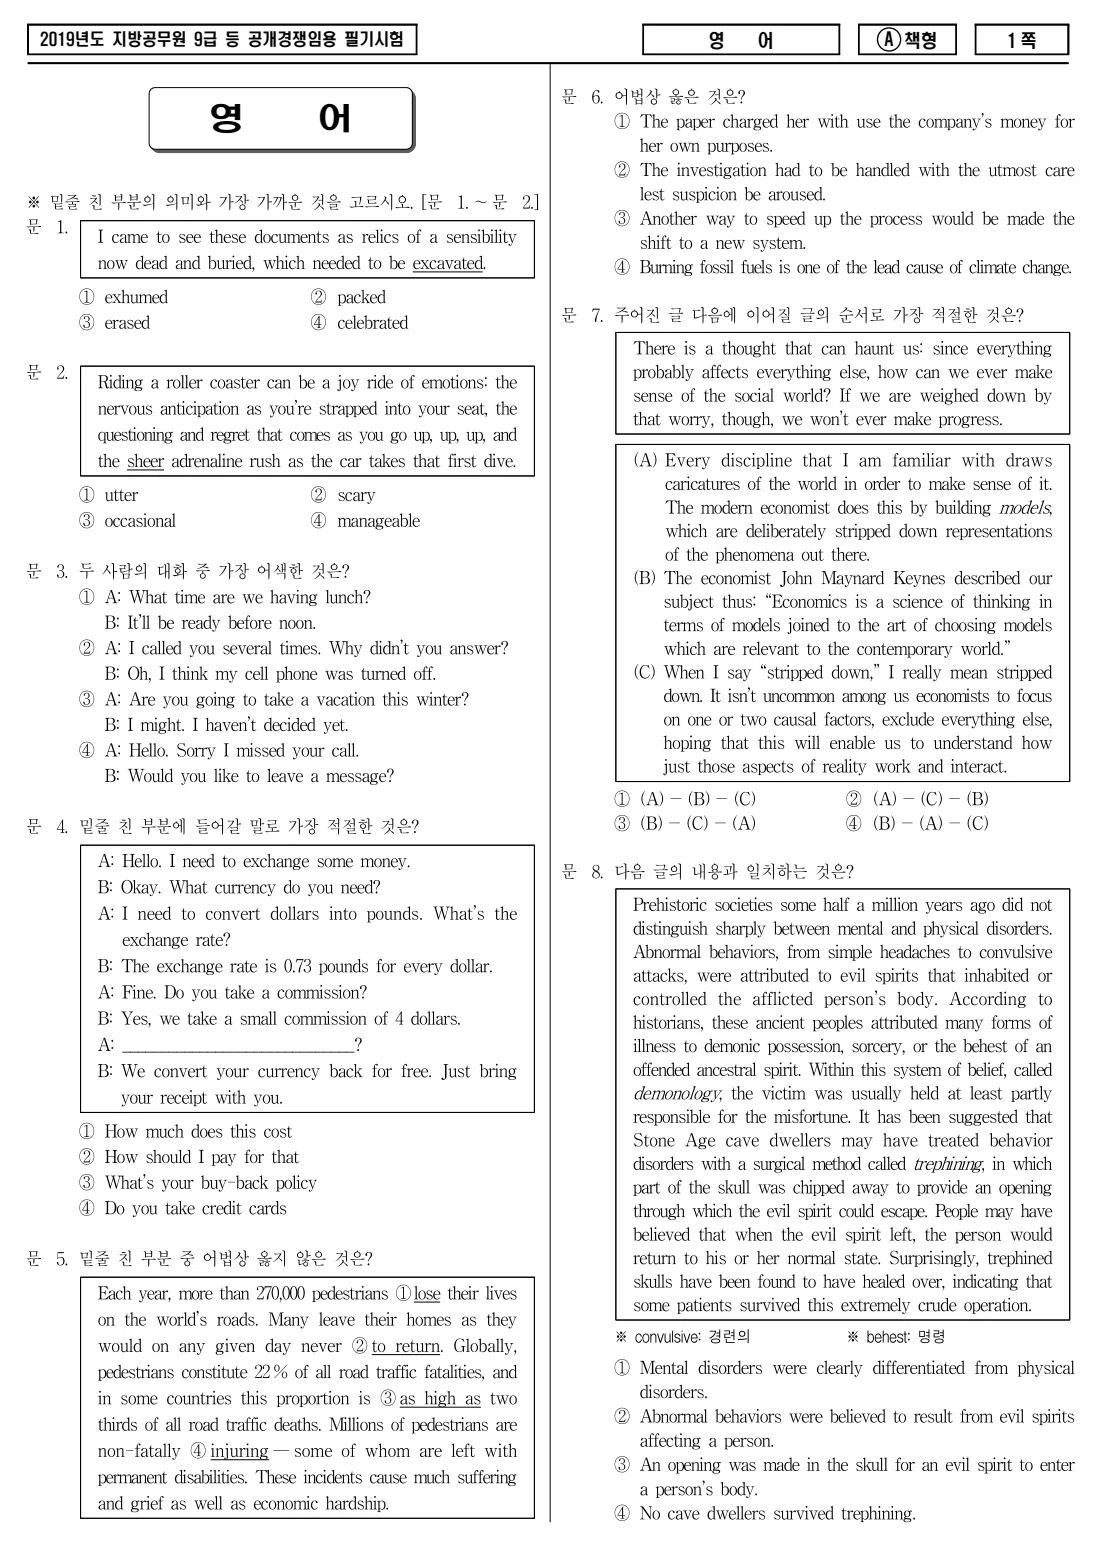 2019년도 지방공무원 9급 등 공개경쟁임용 필기시험
영 어
Ⓐ 책형
1 쪽
영 어
※ 밑줄 친 부분의 의미와 가장 가까운 것을 고르시오. [문 1. ~ 문 2.]
문 1.
I came to see these documents as relics of a sensibility
now dead and buried, which needed to be excavated.
① exhumed ② packed
③ erased ④ celebrated
문 2.
Riding a roller coaster can be a joy ride of emotions: the
nervous anticipation as you're strapped into your seat, the
questioning and regret that comes as you go up, up, up, and
the sheer adrenaline rush as the car takes that first dive.
① utter ② scary
③ occasional ④ manageable
문 3. 두 사람의 대화 중 가장 어색한 것은?
① A: What time are we having lunch?
B: It'll be ready before noon.
② A: I called you several times. Why didn't you answer?
B: Oh, I think my cell phone was turned off.
③ A: Are you going to take a vacation this winter?
B: I might. I haven't decided yet.
④ A: Hello. Sorry I missed your call.
B: Would you like to leave a message?
문 4. 밑줄 친 부분에 들어갈 말로 가장 적절한 것은?
A: Hello. I need to exchange some money.
B: Okay. What currency do you need?
A: I need to convert dollars into pounds. What's the
exchange rate?
B: The exchange rate is 0.73 pounds for every dollar.
A: Fine. Do you take a commission?
B: Yes, we take a small commission of 4 dollars.
A: ______________________________?
B: We convert your currency back for free. Just bring
your receipt with you.
① How much does this cost
② How should I pay for that
③ What's your buy-back policy
④ Do you take credit cards
문 5. 밑줄 친 부분 중 어법상 옳지 않은 것은?
Each year, more than 270,000 pedestrians ① lose their lives
on the world's roads. Many leave their homes as they
would on any given day never ② to return. Globally,
pedestrians constitute 22 % of all road traffic fatalities, and
in some countries this proportion is ③ as high as two
thirds of all road traffic deaths. Millions of pedestrians are
non-fatally ④ injuring — some of whom are left with
permanent disabilities. These incidents cause much suffering
and grief as well as economic hardship.
문 6. 어법상 옳은 것은?
① The paper charged her with use the company's money for
her own purposes.
② The investigation had to be handled with the utmost care
lest suspicion be aroused.
③ Another way to speed up the process would be made the
shift to a new system.
④ Burning fossil fuels is one of the lead cause of climate change.
문 7. 주어진 글 다음에 이어질 글의 순서로 가장 적절한 것은?
There is a thought that can haunt us: since everything
probably affects everything else, how can we ever make
sense of the social world? If we are weighed down by
that worry, though, we won't ever make progress.
(A) Every discipline that I am familiar with draws
caricatures of the world in order to make sense of it.
The modern economist does this by building models,
which are deliberately stripped down representations
of the phenomena out there.
(B) The economist John Maynard Keynes described our
subject thus: “Economics is a science of thinking in
terms of models joined to the art of choosing models
which are relevant to the contemporary world.”
(C) When I say “stripped down,” I really mean stripped
down. It isn't uncommon among us economists to focus
on one or two causal factors, exclude everything else,
hoping that this will enable us to understand how
just those aspects of reality work and interact.
① (A) － (B) － (C) ② (A) － (C) － (B)
③ (B) － (C) － (A) ④ (B) － (A) － (C)
문 8. 다음 글의 내용과 일치하는 것은?
Prehistoric societies some half a million years ago did not
distinguish sharply between mental and physical disorders.
Abnormal behaviors, from simple headaches to convulsive
attacks, were attributed to evil spirits that inhabited or
controlled the afflicted person's body. According to
historians, these ancient peoples attributed many forms of
illness to demonic possession, sorcery, or the behest of an
offended ancestral spirit. Within this system of belief, called
demonology, the victim was usually held at least partly
responsible for the misfortune. It has been suggested that
Stone Age cave dwellers may have treated behavior
disorders with a surgical method called trephining, in which
part of the skull was chipped away to provide an opening
through which the evil spirit could escape. People may have
believed that when the evil spirit left, the person would
return to his or her normal state. Surprisingly, trephined
skulls have been found to have healed over, indicating that
some patients survived this extremely crude operation.
※ convulsive: 경련의 ※ behest: 명령
① Mental disorders were clearly differentiated from physical
disorders.
② Abnormal behaviors were believed to result from evil spirits
affecting a person.
③ An opening was made in the skull for an evil spirit to enter
a person's body.
④ No cave dwellers survived trephining.